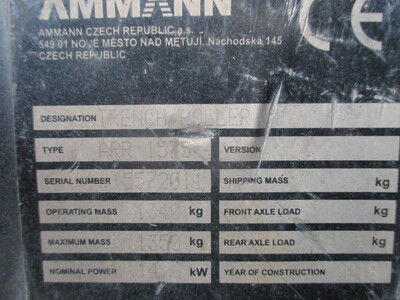 AMMANN
AMMANN CZECH REPUBLIC a.s.
549 01 NOVÉ MĚSTO NAD METUJÍ, Náchodská 145
CZECH REPUBLIC
CE
DESIGNATION TRENCH ROLLER
TYPE VERSION
SERIAL NUMBER SHIPPING MASS kg
OPERATING MASS kg FRONT AXLE LOAD kg
MAXIMUM MASS 1350 kg REAR AXLE LOAD kg
NOMINAL POWER kW YEAR OF CONSTRUCTION